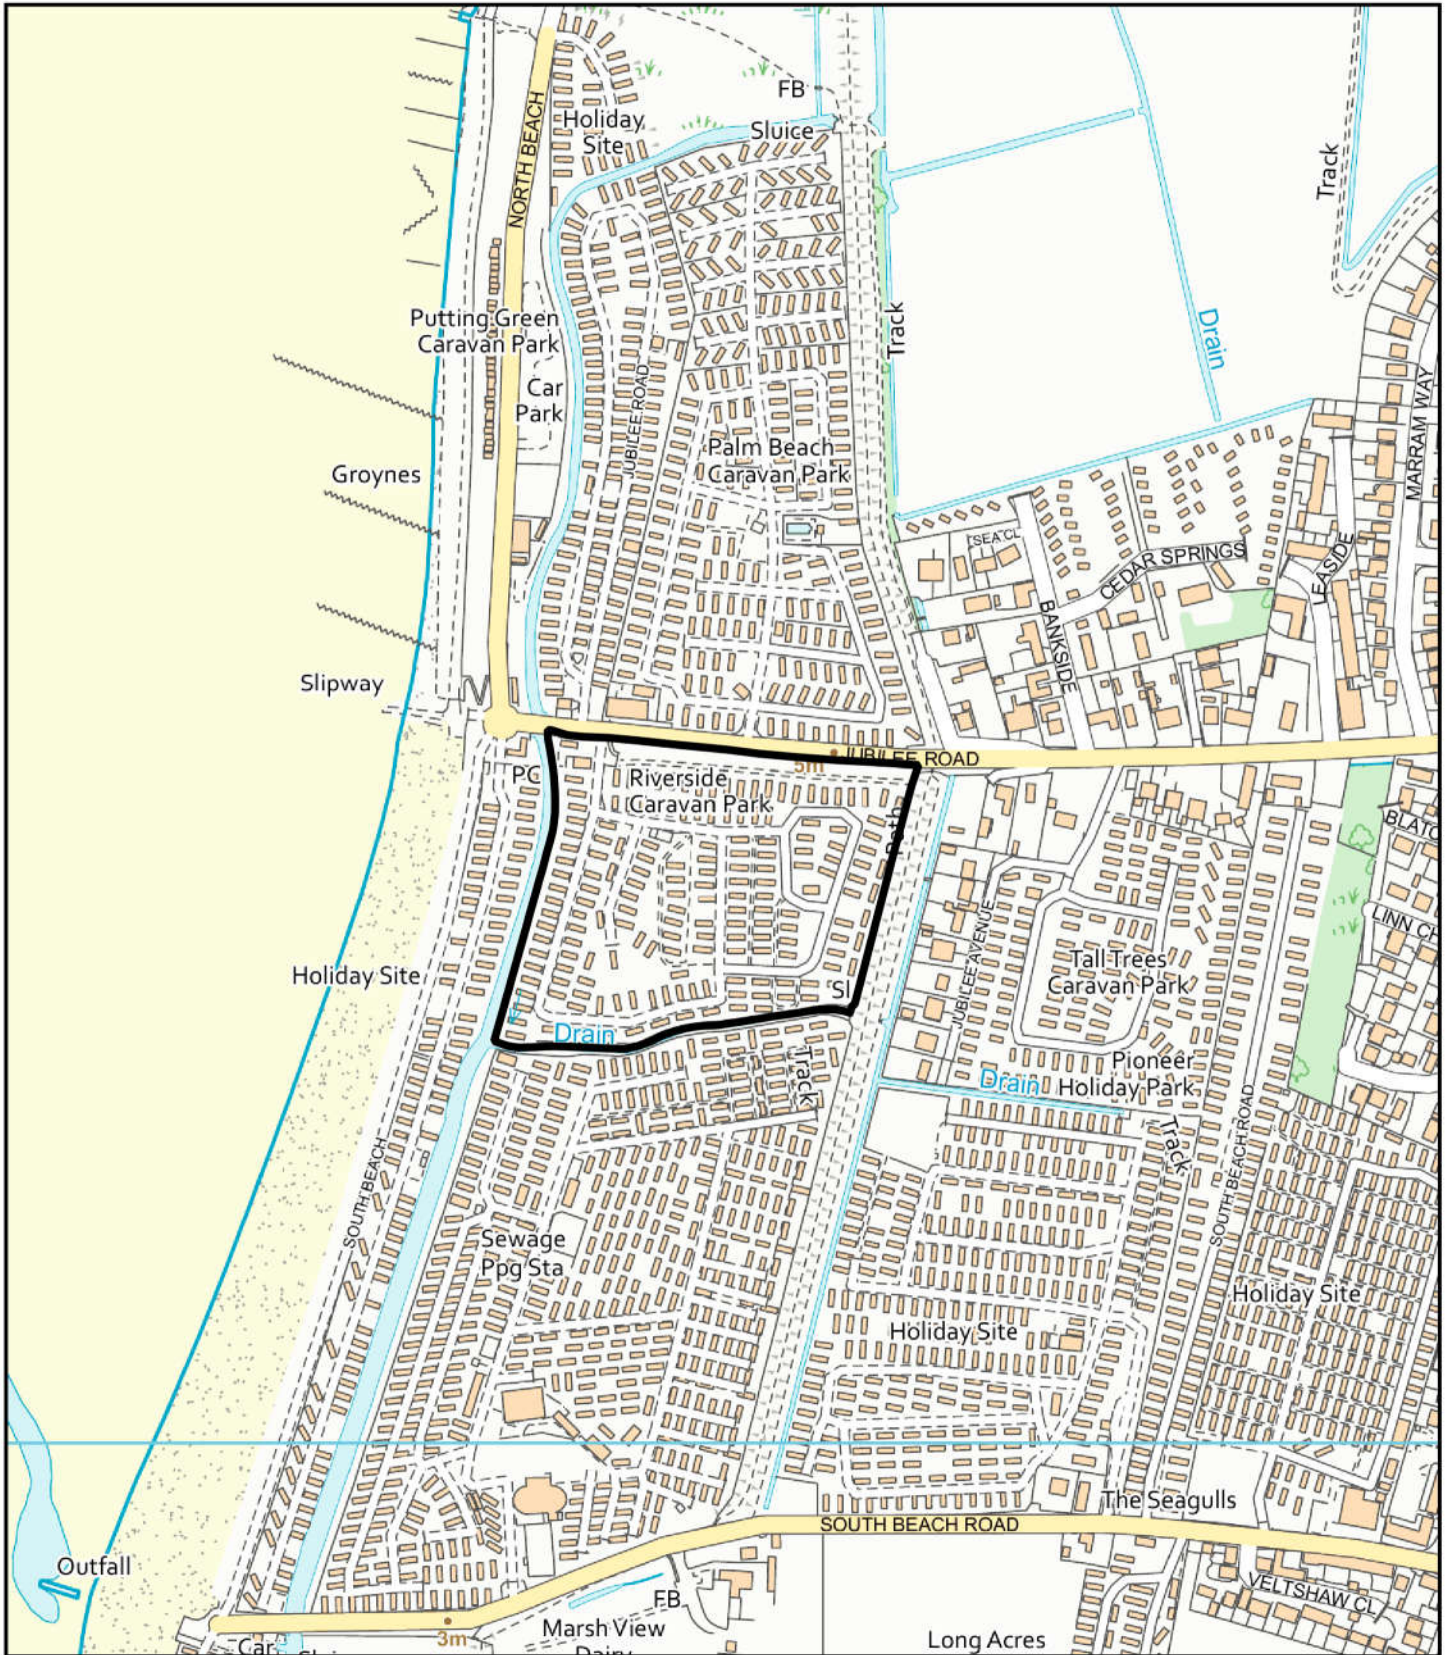 FB
Sluice
Holiday
Site
NORTH BEACH
Track
Track
Drain
Putting Green
Caravan Park
Car
Park
JUBILEE ROAD
Palm Beach
Caravan Park
MARRAM WAY
Groynes
SEA CL
CEDAR SPRINGS
LEASIDE
BANKSIDE
Slipway
JUBILEE ROAD
5m
PC
Riverside
Caravan Park
Path
JUBILEE AVENUE
Tall Trees
Caravan Park
Holiday Site
Sl
Drain
Track
Pioneer
Holiday Park
Drain
Track
SOUTH BEACH ROAD
SOUTH BEACH
Sewage
Ppg Sta
Holiday Site
Holiday Site
The Seagulls
SOUTH BEACH ROAD
Outfall
VELTSHAW CL
FB
3m
Marsh View
Long Acres
Car